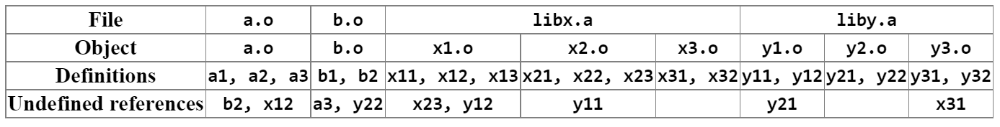 File a.o b.o libx.a liby.a
Object a.o b.o x1.o x2.o x3.o y1.o y2.o y3.o
Definitions a1, a2, a3 b1, b2 x11, x12, x13 x21, x22, x23 x31, x32 y11, y12 y21, y22 y31, y32
Undefined references b2, x12 a3, y22 x23, y12 y11 y21 x31